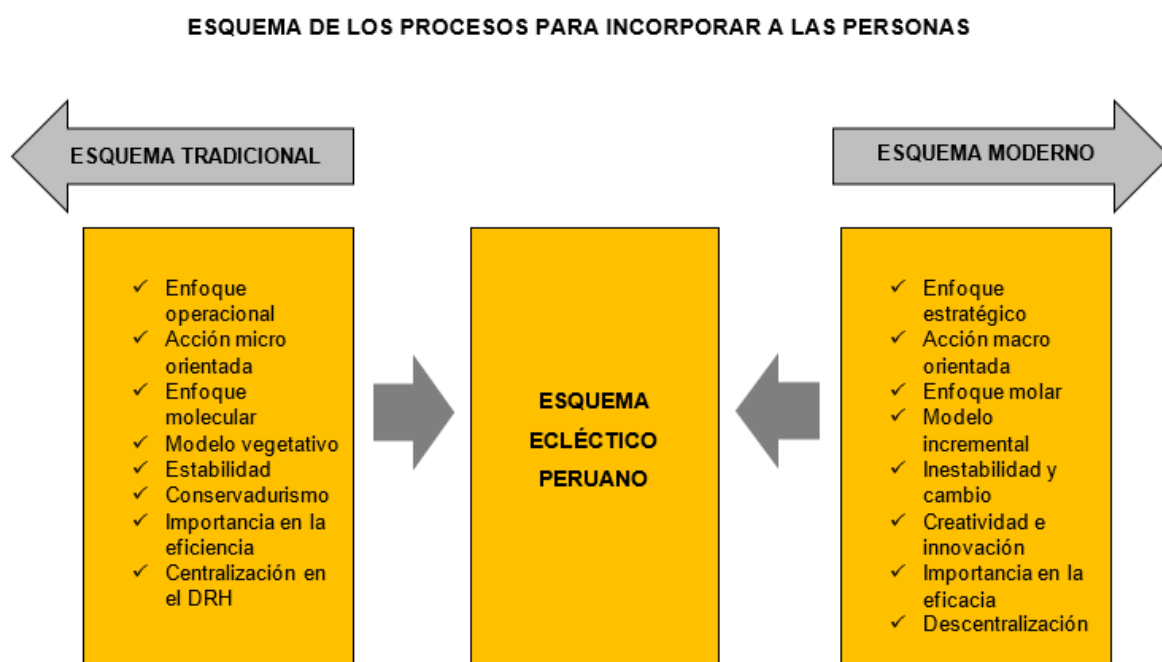 ESQUEMA DE LOS PROCESOS PARA INCORPORAR A LAS PERSONAS
ESQUEMA TRADICIONAL
ESQUEMA MODERNO
✓ Enfoque
operacional
✓ Acción micro
orientada
✓ Enfoque
molecular
✓ Modelo vegetativo
✓ Estabilidad
✓ Conservadurismo
✓ Importancia en la
eficiencia
✓ Centralización en
el DRH
ESQUEMA
ECLÉCTICO
PERUANO
✓ Enfoque
estratégico
✓ Acción macro
orientada
✓ Enfoque molar
✓ Modelo
incremental
✓ Inestabilidad y
cambio
✓ Creatividad e
innovación
✓ Importancia en la
eficacia
✓ Descentralización